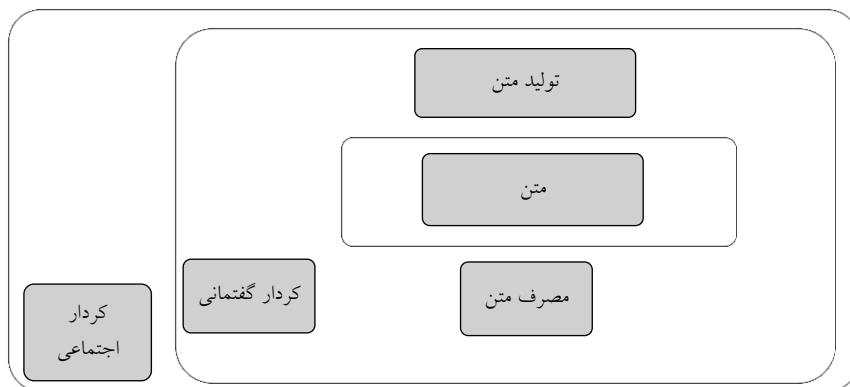 تولید متن
متن
مصرف متن
کردار گفتمانی
کردار
اجتماعی